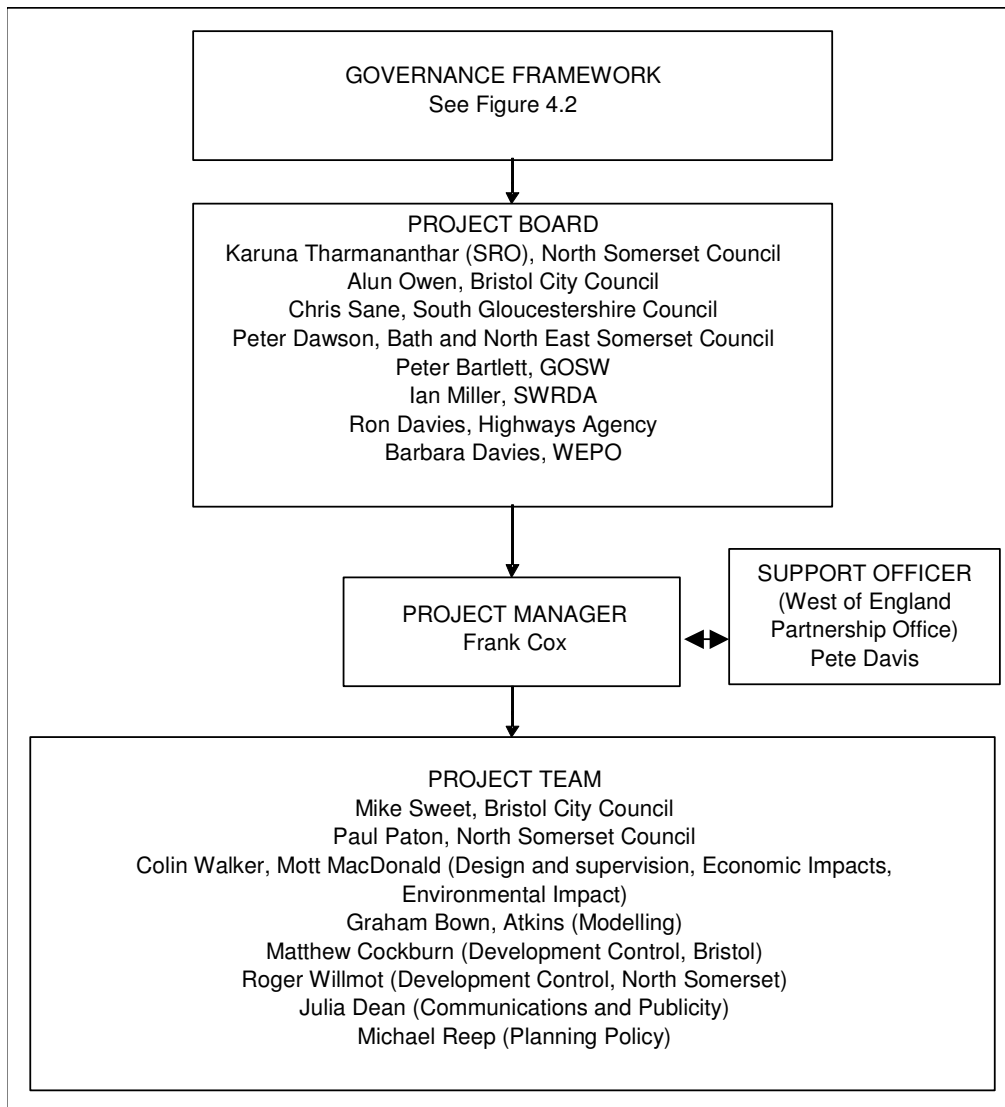 GOVERNANCE FRAMEWORK
See Figure 4.2
PROJECT BOARD
Karuna Tharmananthar (SRO), North Somerset Council
Alun Owen, Bristol City Council
Chris Sane, South Gloucestershire Council
Peter Dawson, Bath and North East Somerset Council
Peter Bartlett, GOSW
Ian Miller, SWRDA
Ron Davies, Highways Agency
Barbara Davies, WEPO
PROJECT MANAGER
Frank Cox
SUPPORT OFFICER
(West of England
Partnership Office)
Pete Davis
PROJECT TEAM
Mike Sweet, Bristol City Council
Paul Paton, North Somerset Council
Colin Walker, Mott MacDonald (Design and supervision, Economic Impacts,
Environmental Impact)
Graham Bown, Atkins (Modelling)
Matthew Cockburn (Development Control, Bristol)
Roger Willmot (Development Control, North Somerset)
Julia Dean (Communications and Publicity)
Michael Reep (Planning Policy)